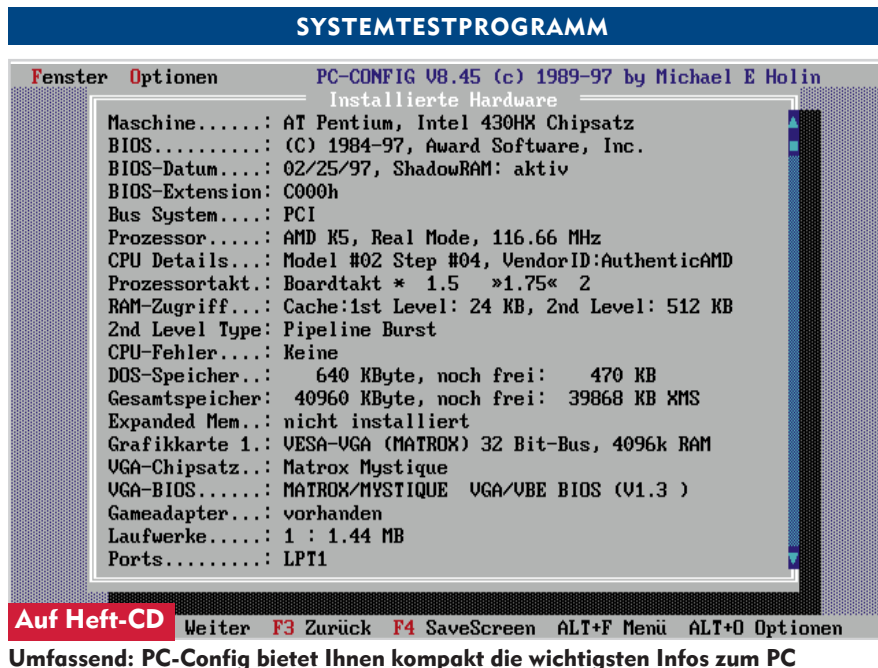 SYSTEMTESTPROGRAMM
Fenster Optionen PC-CONFIG V8.45 (c) 1989-97 by Michael E Holin
Installierte Hardware
Maschine......: AT Pentium, Intel 430HX Chipsatz
BIOS..........: (C) 1984-97, Award Software, Inc.
BIOS-Datum....: 02/25/97, ShadowRAM: aktiv
BIOS-Extension: C000h
Bus System....: PCI
Prozessor.....: AMD K5, Real Mode, 116.66 MHz
CPU Details...: Model #02 Step #04, VendorID:AuthenticAMD
Prozessortakt.: Boardtakt * 1.5 »1.75« 2
RAM-Zugriff...: Cache:1st Level: 24 KB, 2nd Level: 512 KB
2nd Level Type: Pipeline Burst
CPU-Fehler....: Keine
DOS-Speicher..: 640 KByte, noch frei: 470 KB
Gesamtspeicher: 40960 KByte, noch frei: 39868 KB XMS
Expanded Mem..: nicht installiert
Grafikkarte 1.: VESA-VGA (MATROX) 32 Bit-Bus, 4096k RAM
VGA-Chipsatz..: Matrox Mystique
VGA-BIOS......: MATROX/MYSTIQUE VGA/VBE BIOS (V1.3 )
Gameadapter...: vorhanden
Laufwerke.....: 1 : 1.44 MB
Ports.........: LPT1
Auf Heft-CD Weiter F3 Zurück F4 SaveScreen ALT+F Menü ALT+O Optionen
Umfassend: PC-Config bietet Ihnen kompakt die wichtigsten Infos zum PC